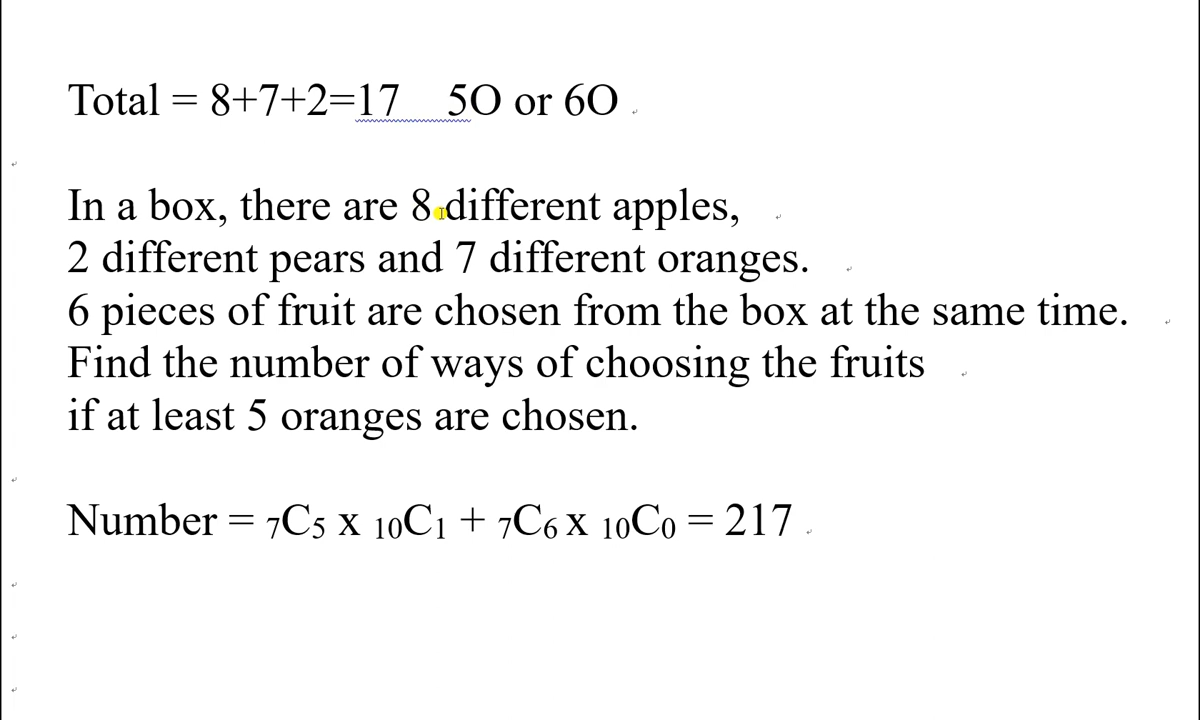 Total = 8+7+2=17 5O or 6O
In a box, there are 8 different apples,
2 different pears and 7 different oranges.
6 pieces of fruit are chosen from the box at the same time.
Find the number of ways of choosing the fruits
if at least 5 oranges are chosen.
Number = ₇C₅ x ₁₀C₁ + ₇C₆ x ₁₀C₀ = 217